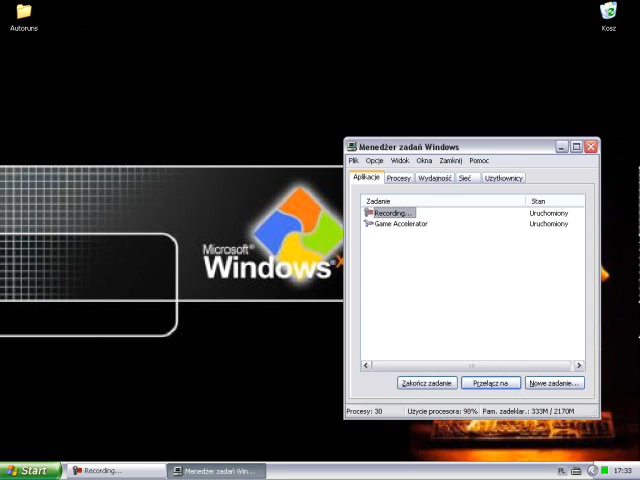 Autoruns
Kosz
Menedżer zadań Windows
Plik Opcje Widok Okna Zamknij Pomoc
Aplikacje Procesy Wydajność Sieć Użytkownicy
Zadanie Stan
Recording... Uruchomiony
Game Accelerator Uruchomiony
Microsoft®
Windows®x
Zakończ zadanie Przełącz na Nowe zadanie...
Procesy: 30 Użycie procesora: 98% Pam. zadeklar.: 333M / 2170M
Start Recording... Menedżer zadań Win... PL 17:33